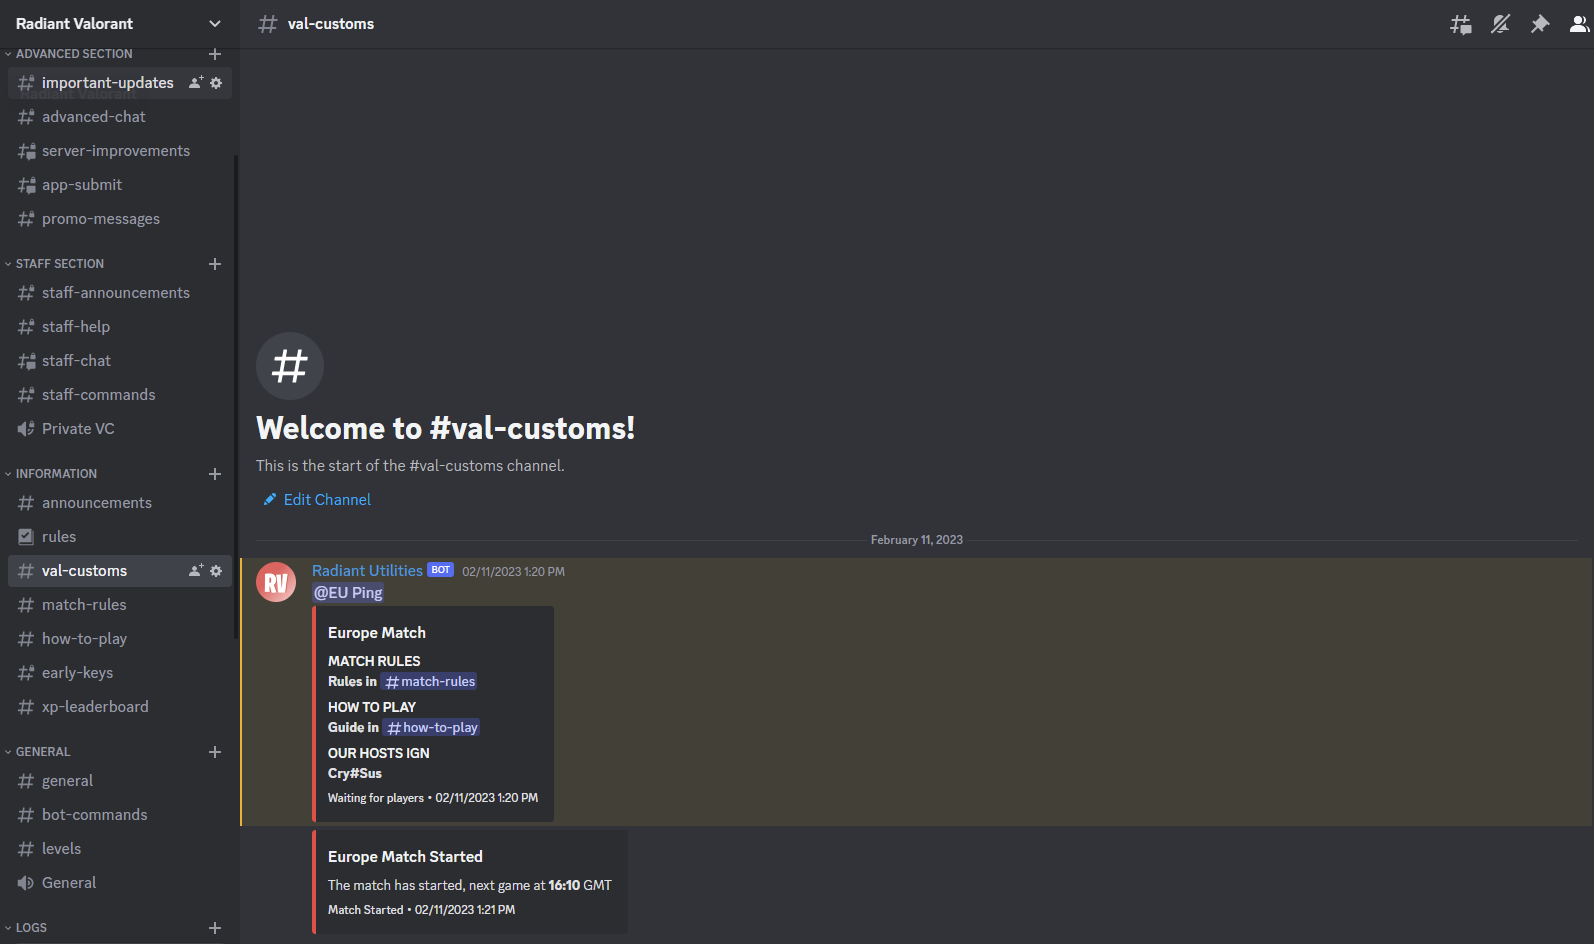 Radiant Valorant
ADVANCED SECTION
important-updates
advanced-chat
server-improvements
app-submit
promo-messages
STAFF SECTION
staff-announcements
staff-help
staff-chat
staff-commands
Private VC
INFORMATION
announcements
rules
val-customs
match-rules
how-to-play
early-keys
xp-leaderboard
GENERAL
general
bot-commands
levels
General
LOGS
val-customs
Welcome to #val-customs!
This is the start of the #val-customs channel.
Edit Channel
February 11, 2023
RV
Radiant Utilities BOT 02/11/2023 1:20 PM
@EU Ping
Europe Match
MATCH RULES
Rules in #match-rules
HOW TO PLAY
Guide in #how-to-play
OUR HOSTS IGN
Cry#Sus
Waiting for players • 02/11/2023 1:20 PM
Europe Match Started
The match has started, next game at 16:10 GMT
Match Started • 02/11/2023 1:21 PM